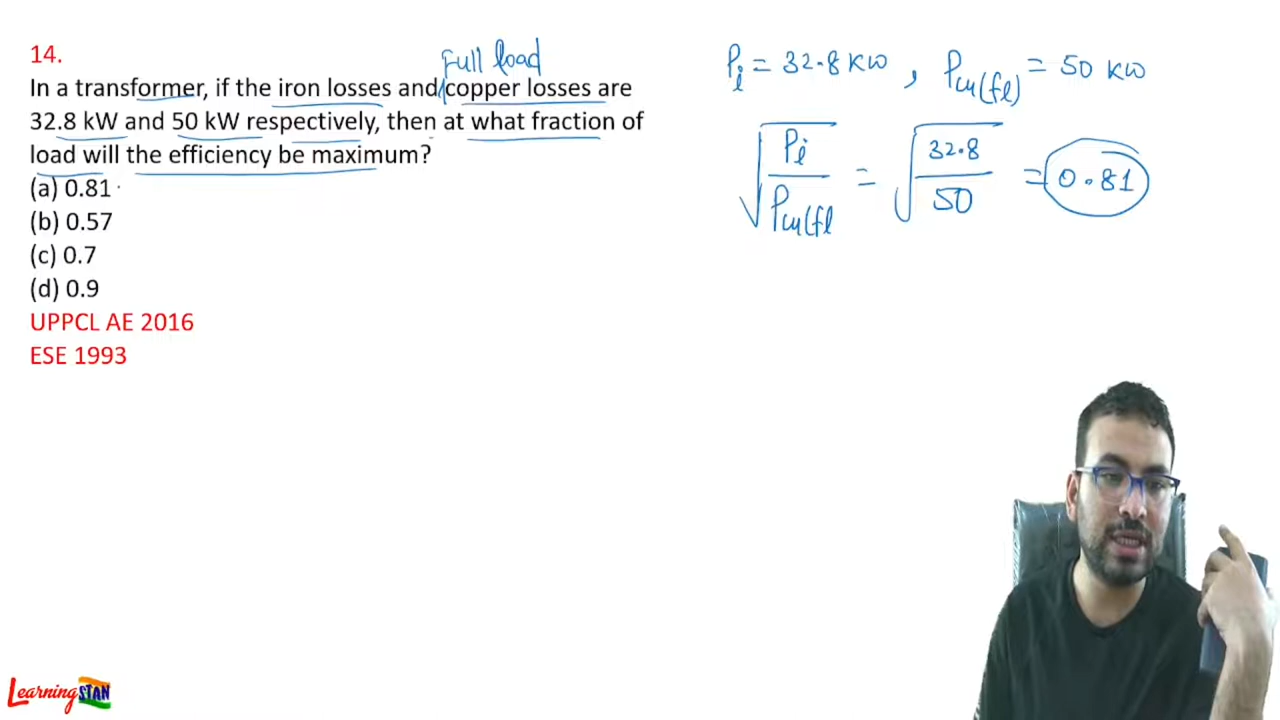 14.
Full load
In a transformer, if the iron losses and copper losses are
32.8 kW and 50 kW respectively, then at what fraction of
load will the efficiency be maximum?
(a) 0.81
(b) 0.57
(c) 0.7
(d) 0.9
UPPCL AE 2016
ESE 1993
Pi = 32.8 KW , Pcu(fl) = 50 KW
√Pi/Pcu(fl = √32.8/50 = 0.81
Learning STAN